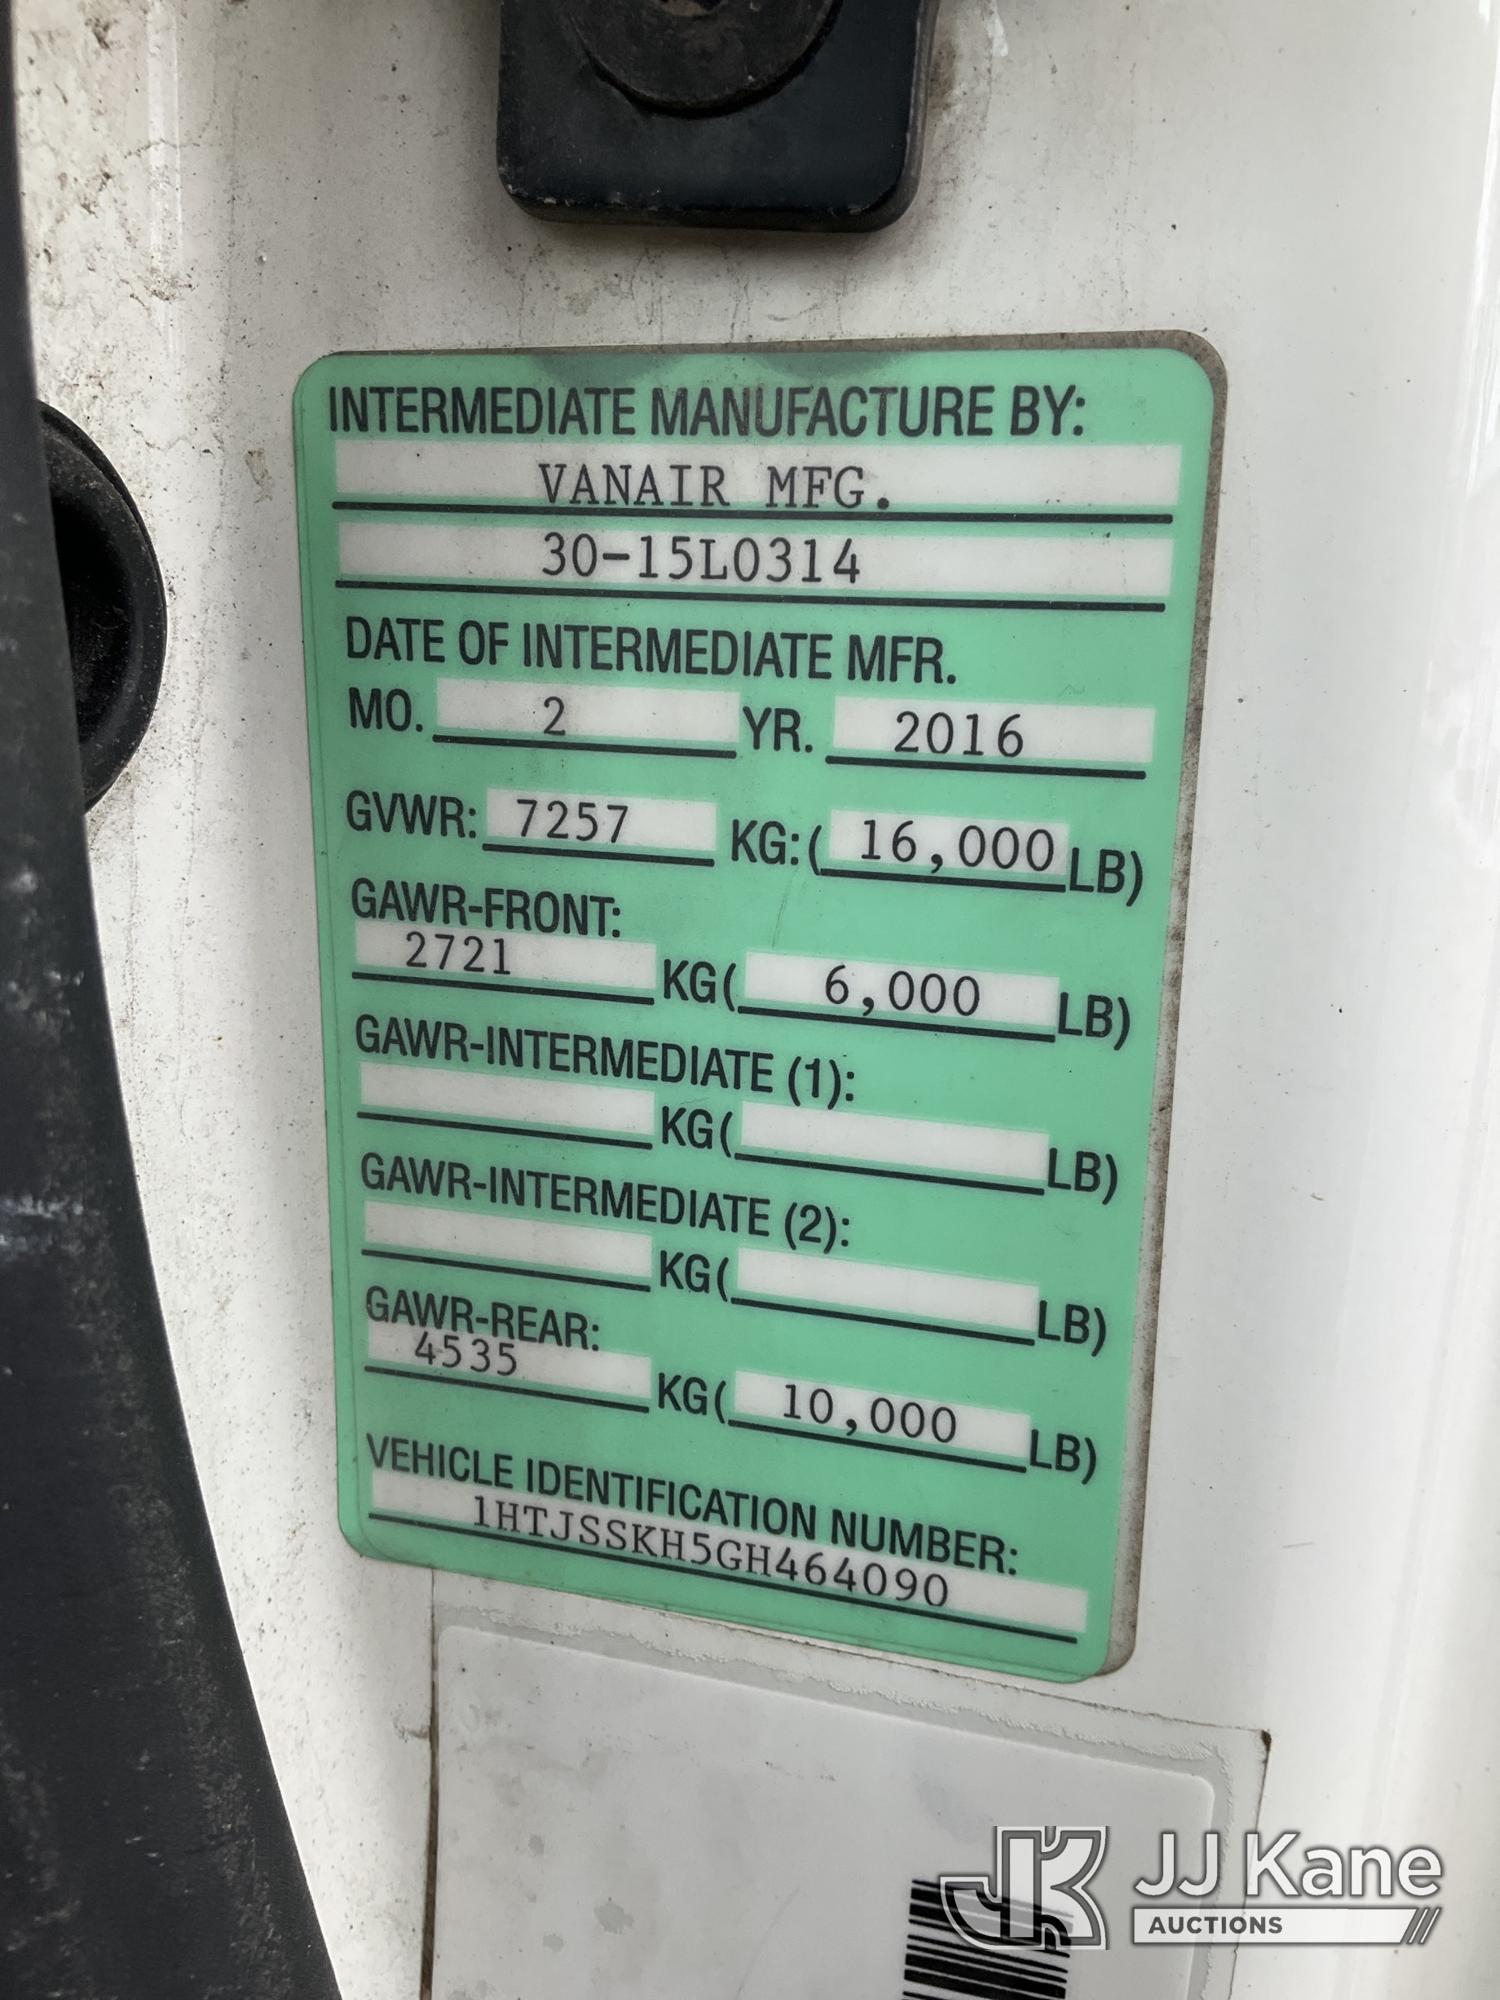 INTERMEDIATE MANUFACTURE BY:
VANAIR MFG.
30-15L0314
DATE OF INTERMEDIATE MFR.
MO. 2 YR. 2016
GVWR: 7257 KG: ( 16,000 LB)
GAWR-FRONT:
2721 KG ( 6,000 LB)
GAWR-INTERMEDIATE (1):
KG ( LB)
GAWR-INTERMEDIATE (2):
KG ( LB)
GAWR-REAR:
4535 KG ( 10,000 LB)
VEHICLE IDENTIFICATION NUMBER:
1HTJSSKH5GH464090
JK JJ Kane
AUCTIONS